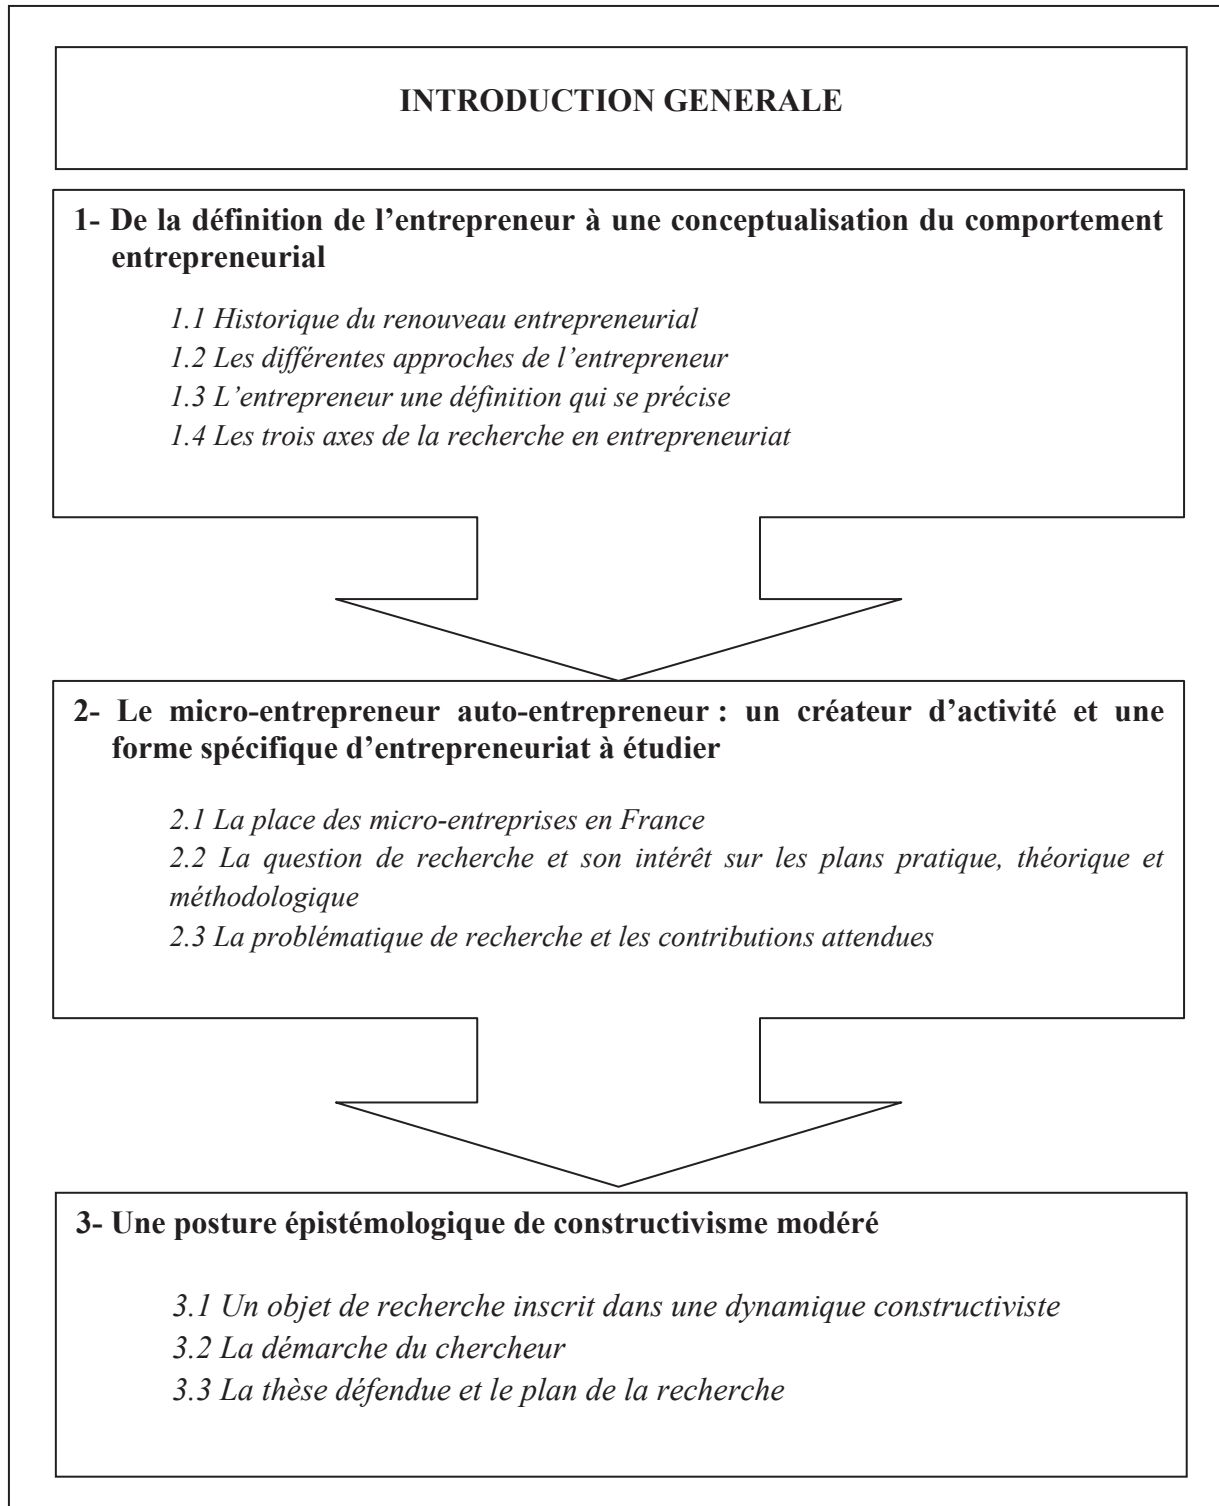 INTRODUCTION GENERALE
1- De la définition de l’entrepreneur à une conceptualisation du comportement
entrepreneurial
1.1 Historique du renouveau entrepreneurial
1.2 Les différentes approches de l’entrepreneur
1.3 L’entrepreneur une définition qui se précise
1.4 Les trois axes de la recherche en entrepreneuriat
2- Le micro-entrepreneur auto-entrepreneur : un créateur d’activité et une
forme spécifique d’entrepreneuriat à étudier
2.1 La place des micro-entreprises en France
2.2 La question de recherche et son intérêt sur les plans pratique, théorique et
méthodologique
2.3 La problématique de recherche et les contributions attendues
3- Une posture épistémologique de constructivisme modéré
3.1 Un objet de recherche inscrit dans une dynamique constructiviste
3.2 La démarche du chercheur
3.3 La thèse défendue et le plan de la recherche